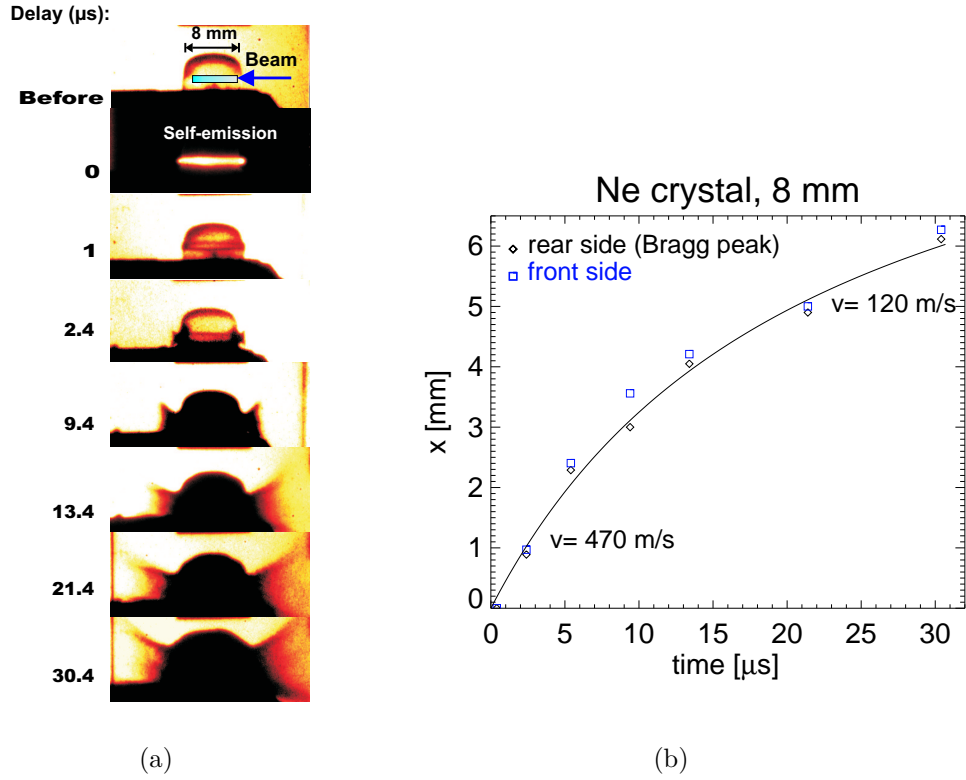 Delay (µs):
8 mm
Beam
Before
Self-emission
0
1
2.4
9.4
13.4
21.4
30.4
(a)
Ne crystal, 8 mm
rear side (Bragg peak)
front side
v= 120 m/s
v= 470 m/s
x [mm]
6
5
4
3
2
1
0
0 5 10 15 20 25 30
time [µs]
(b)